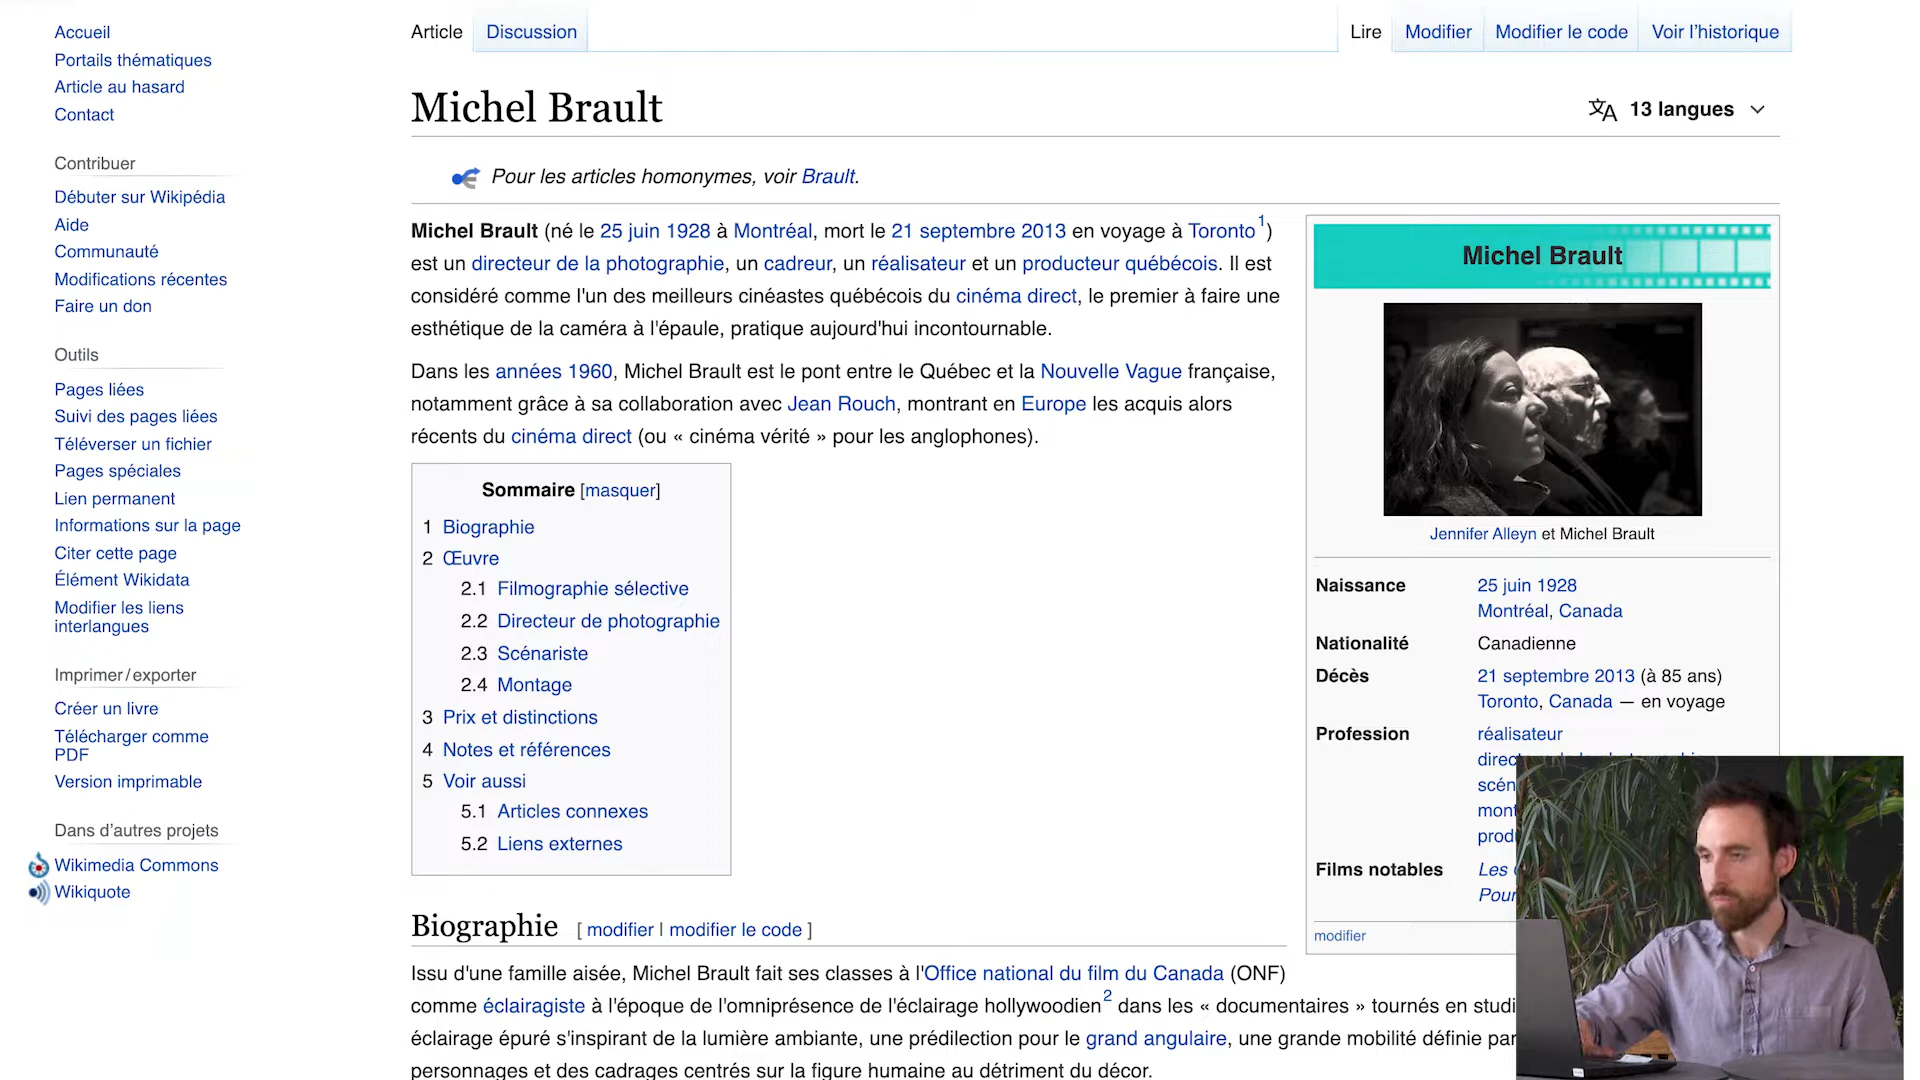 Accueil
Portails thématiques
Article au hasard
Contact
Contribuer
Débuter sur Wikipédia
Aide
Communauté
Modifications récentes
Faire un don
Outils
Pages liées
Suivi des pages liées
Téléverser un fichier
Pages spéciales
Lien permanent
Informations sur la page
Citer cette page
Élément Wikidata
Modifier les liens
interlangues
Imprimer / exporter
Créer un livre
Télécharger comme
PDF
Version imprimable
Dans d’autres projets
Wikimedia Commons
Wikiquote
Article Discussion Lire Modifier Modifier le code Voir l’historique
Michel Brault
13 langues
Pour les articles homonymes, voir Brault.
Michel Brault (né le 25 juin 1928 à Montréal, mort le 21 septembre 2013 en voyage à Toronto1)
est un directeur de la photographie, un cadreur, un réalisateur et un producteur québécois. Il est
considéré comme l'un des meilleurs cinéastes québécois du cinéma direct, le premier à faire une
esthétique de la caméra à l'épaule, pratique aujourd'hui incontournable.
Dans les années 1960, Michel Brault est le pont entre le Québec et la Nouvelle Vague française,
notamment grâce à sa collaboration avec Jean Rouch, montrant en Europe les acquis alors
récents du cinéma direct (ou « cinéma vérité » pour les anglophones).
Sommaire [masquer]
1 Biographie
2 Œuvre
2.1 Filmographie sélective
2.2 Directeur de photographie
2.3 Scénariste
2.4 Montage
3 Prix et distinctions
4 Notes et références
5 Voir aussi
5.1 Articles connexes
5.2 Liens externes
Michel Brault
Jennifer Alleyn et Michel Brault
Naissance 25 juin 1928
Montréal, Canada
Nationalité Canadienne
Décès 21 septembre 2013 (à 85 ans)
Toronto, Canada — en voyage
Profession réalisateur
Films notables Les
Pour
modifier
Biographie [ modifier | modifier le code ]
Issu d'une famille aisée, Michel Brault fait ses classes à l'Office national du film du Canada (ONF)
comme éclairagiste à l'époque de l'omniprésence de l'éclairage hollywoodien2 dans les « documentaires » tournés en studi
éclairage épuré s'inspirant de la lumière ambiante, une prédilection pour le grand angulaire, une grande mobilité définie par
personnages et des cadrages centrés sur la figure humaine au détriment du décor.